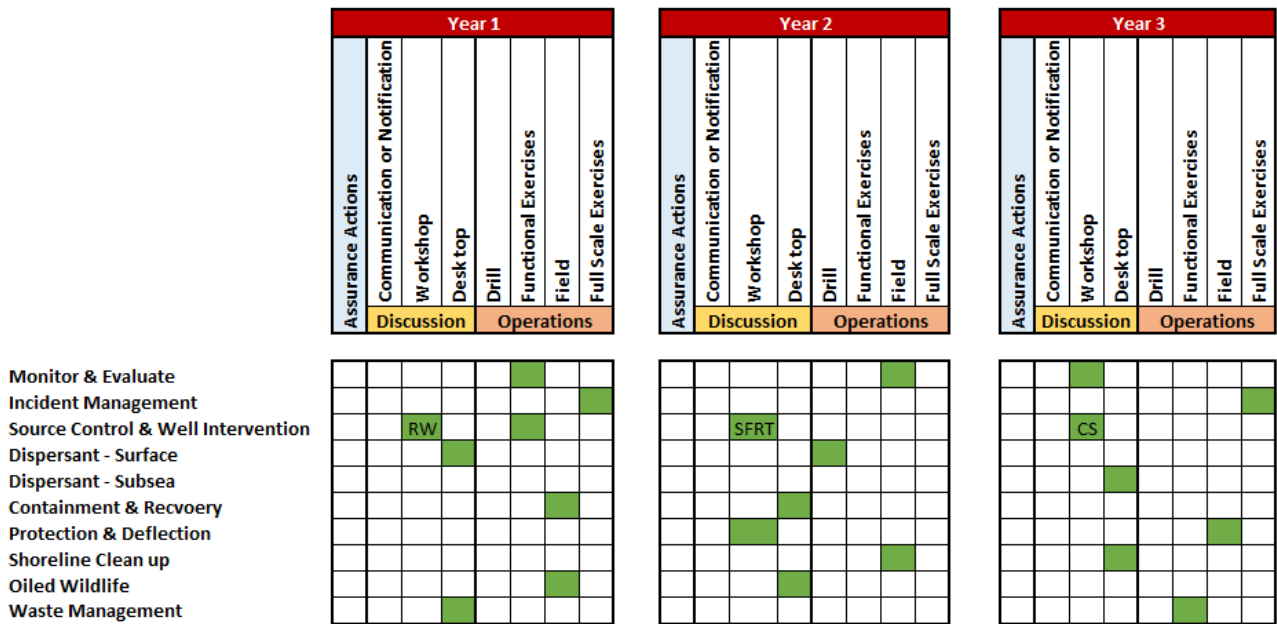 Year 1
Year 2
Year 3
Assurance Actions
Communication or Notification
Workshop
Desk top
Drill
Functional Exercises
Field
Full Scale Exercises
Discussion
Operations
Assurance Actions
Communication or Notification
Workshop
Desk top
Drill
Functional Exercises
Field
Full Scale Exercises
Discussion
Operations
Assurance Actions
Communication or Notification
Workshop
Desk top
Drill
Functional Exercises
Field
Full Scale Exercises
Discussion
Operations
Monitor & Evaluate
Incident Management
Source Control & Well Intervention RW SFRT CS
Dispersant - Surface
Dispersant - Subsea
Containment & Recvoery
Protection & Deflection
Shoreline Clean up
Oiled Wildlife
Waste Management